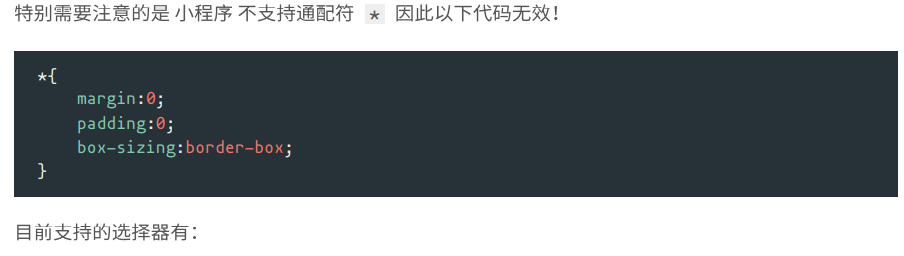 特别需要注意的是 小程序 不支持通配符 * 因此以下代码无效！
*{
    margin:0;
    padding:0;
    box-sizing:border-box;
}
目前支持的选择器有：